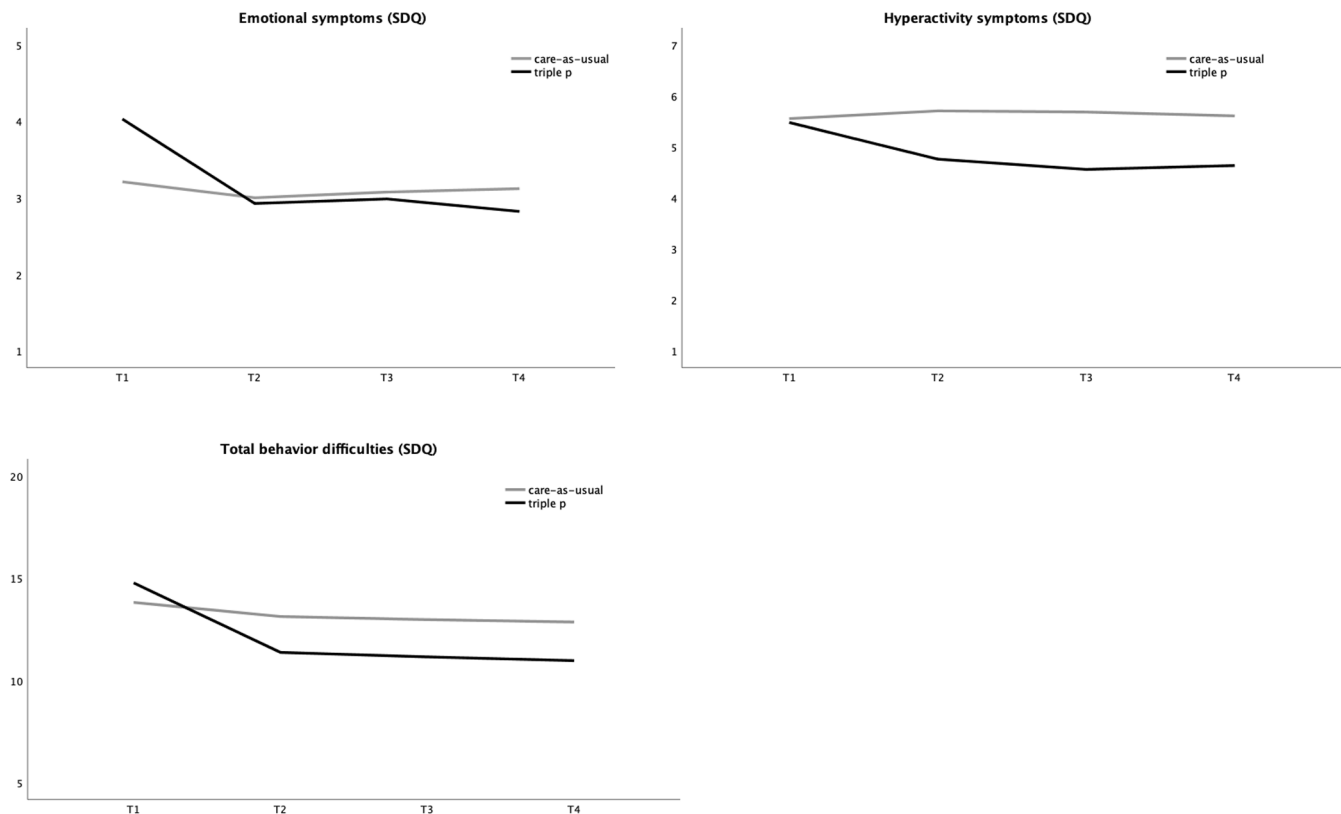 Emotional symptoms (SDQ)
5
4
3
2
1
care-as-usual
triple p
T1 T2 T3 T4
Hyperactivity symptoms (SDQ)
7
6
5
4
3
2
1
care-as-usual
triple p
T1 T2 T3 T4
Total behavior difficulties (SDQ)
20
15
10
5
care-as-usual
triple p
T1 T2 T3 T4